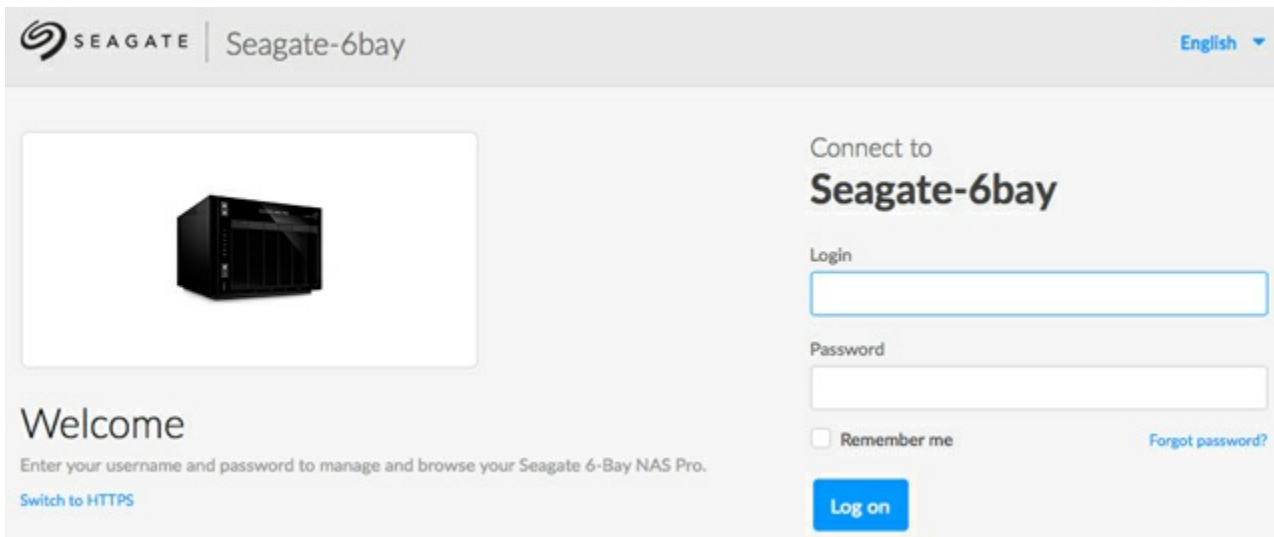 SEAGATE
Seagate-6bay
English
Connect to
Seagate-6bay
Login
Password
Remember me
Forgot password?
Log on
Welcome
Enter your username and password to manage and browse your Seagate 6-Bay NAS Pro.
Switch to HTTPS